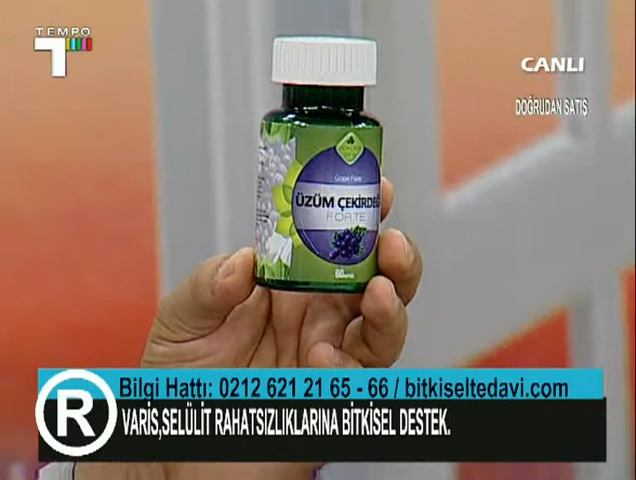 TEMPO
T
CANLI
DOĞRUDAN SATIŞ
Grape Forte
ÜZÜM ÇEKİRDEĞ
FORTE
60
Bilgi Hattı: 0212 621 21 65 - 66 / bitkiseltedavi.com
R
VARİS,SELÜLİT RAHATSIZLIKLARINA BİTKİSEL DESTEK.